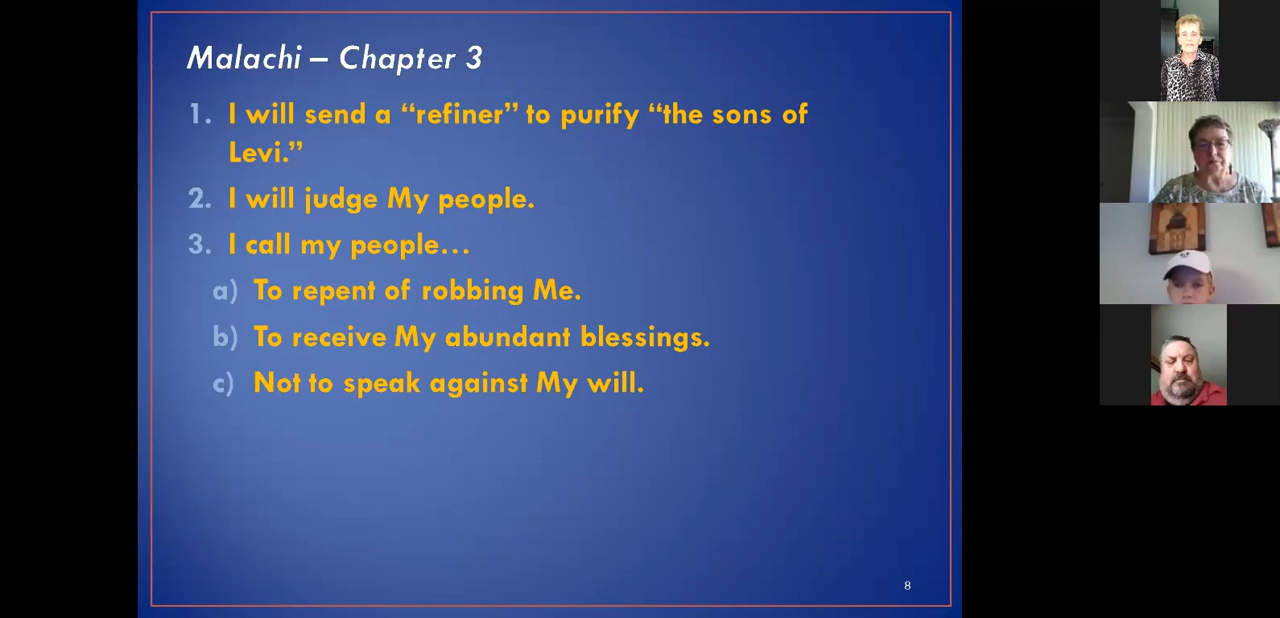 Malachi – Chapter 3
1. I will send a “refiner” to purify “the sons of
Levi.”
2. I will judge My people.
3. I call my people…
a) To repent of robbing Me.
b) To receive My abundant blessings.
c) Not to speak against My will.
8